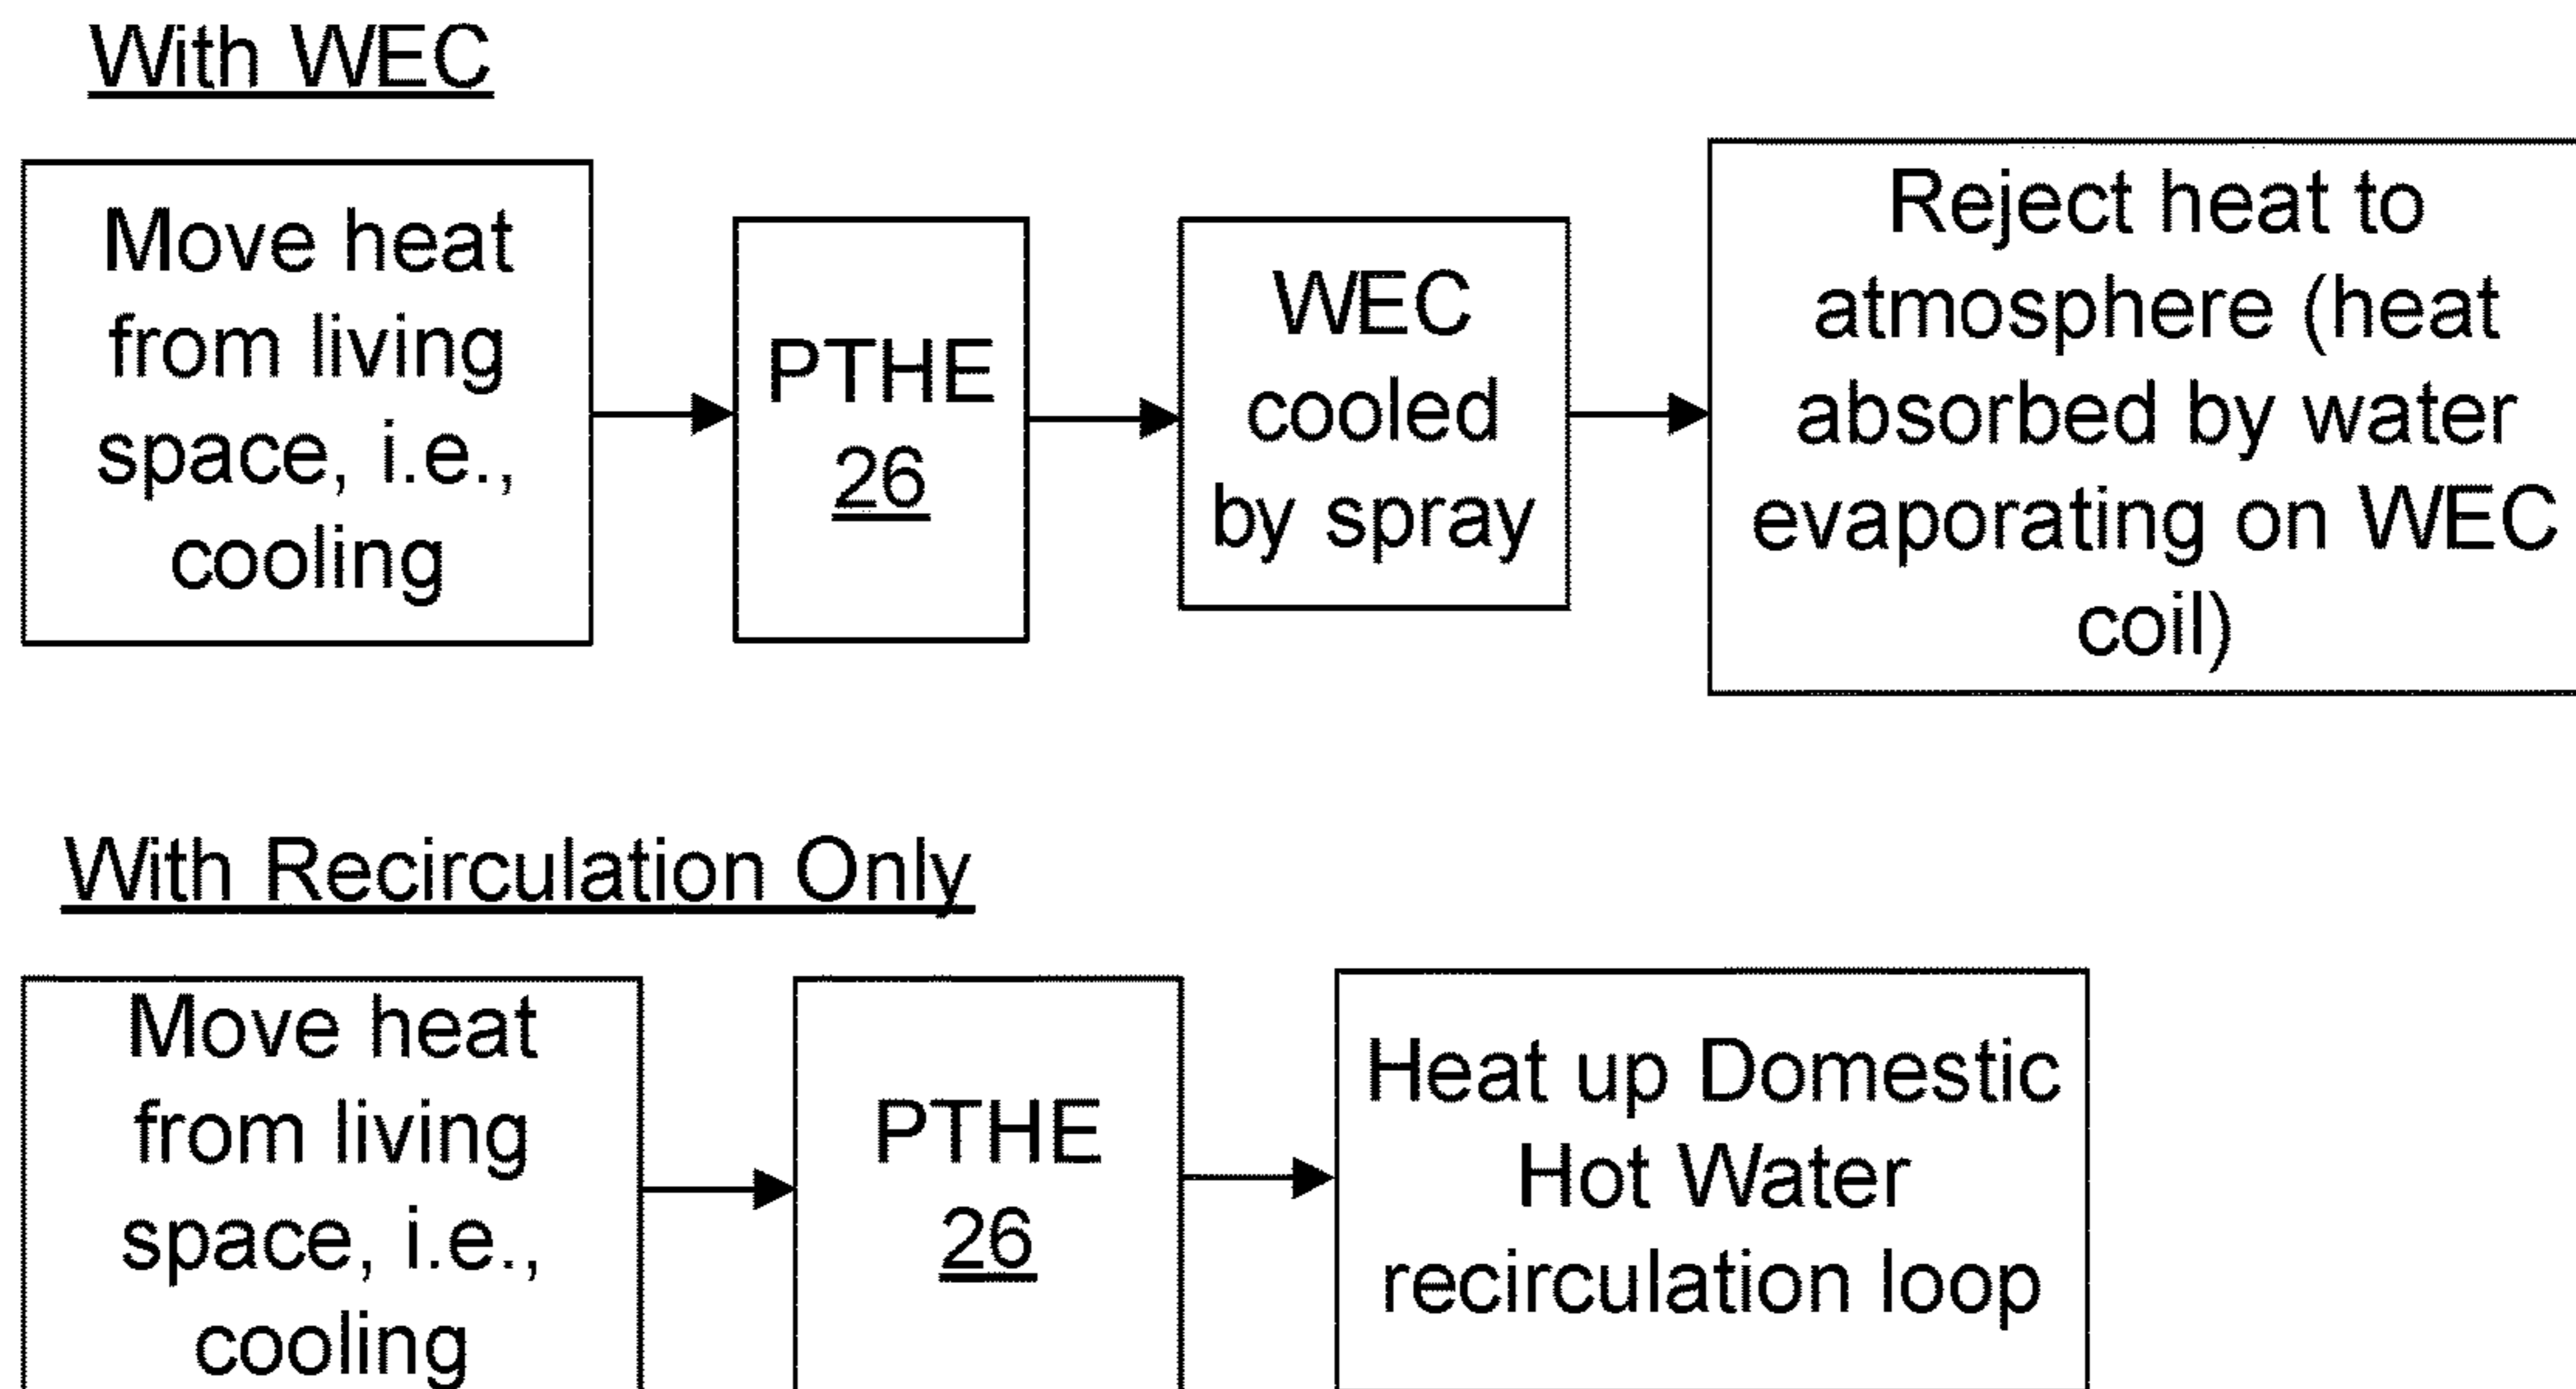 With WEC
Move heat
from living
space, i.e.,
cooling
PTHE
26
WEC
cooled
by spray
Reject heat to
atmosphere (heat
absorbed by water
evaporating on WEC
coil)
With Recirculation Only
Move heat
from living
space, i.e.,
cooling
PTHE
26
Heat up Domestic
Hot Water
recirculation loop